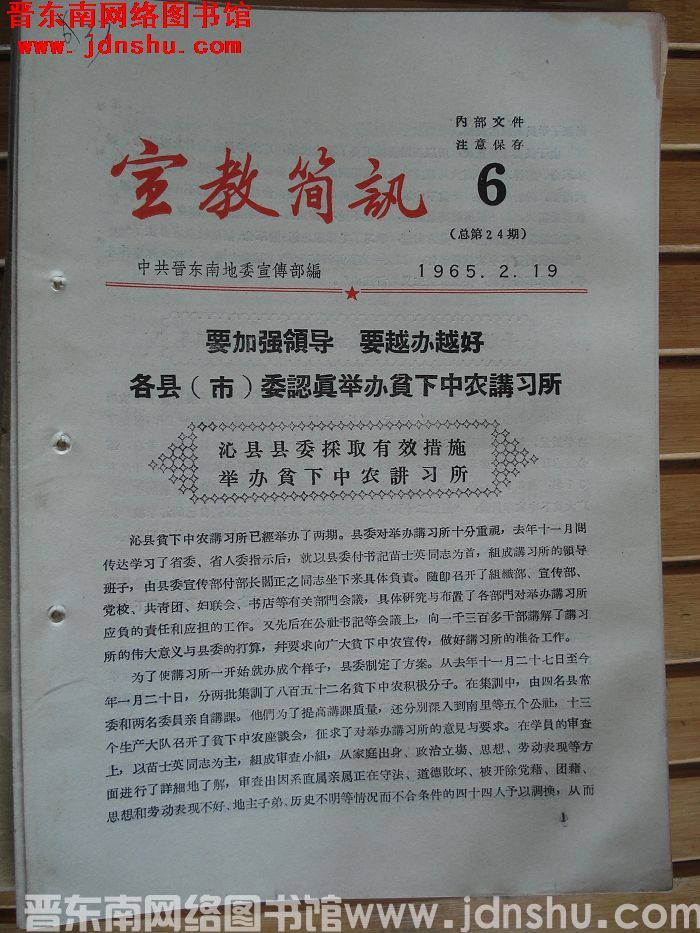 晋东南网络图书馆
www.jdnshu.com
内部文件
注意保存
宣教简訊
6
(总第24期)
中共晉东南地委宣傳部編
1965.2.19
要加强領导 要越办越好
各县(市)委認眞举办貧下中农講习所
沁县县委採取有效措施
举办貧下中农講习所
沁县貧下中农講习所已經举办了两期。县委对举办講习所十分重視,去年十一月間
传达学习了省委、省人委指示后,就以县委付书記苗士英同志为首,組成講习所的領导
班子,由县委宣传部付部长閻正之同志坐下来具体負責。随卽召开了組織部、宣传部、
党校、共青团、妇联会、书店等有关部門会議,具体研究与布置了各部門对举办講习所
应負的責任和应担的工作。又先后在公社书記等会議上,向一千三百多干部講解了講习
所的伟大意义与县委的打算,幷要求向广大貧下中农宣传,做好講习所的准备工作。
为了使講习所一开始就办成个样子,县委制定了方案。从去年十一月二十七日至今
年一月二十日,分两批集訓了八百五十二名貧下中农积极分子。在集訓中,由四名县常
委和两名委員亲自講課。他們为了提高講課质量,还分別深入到南里等五个公社,十三
个生产大队召开了貧下中农座談会,征求了对举办講习所的意見与要求。在学員的审查
上,以苗士英同志为主,組成审查小組,从家庭出身、政治立場、思想、劳动表現等方
面进行了詳細地了解,审查出因系直属亲属正在守法、道德敗坏、被开除党藉、团藉、
思想和劳动表現不好、地主子弟、历史不明等情况而不合条件的四十四人予以調換,从而
1
晋东南网络图书馆www.jdnshu.com